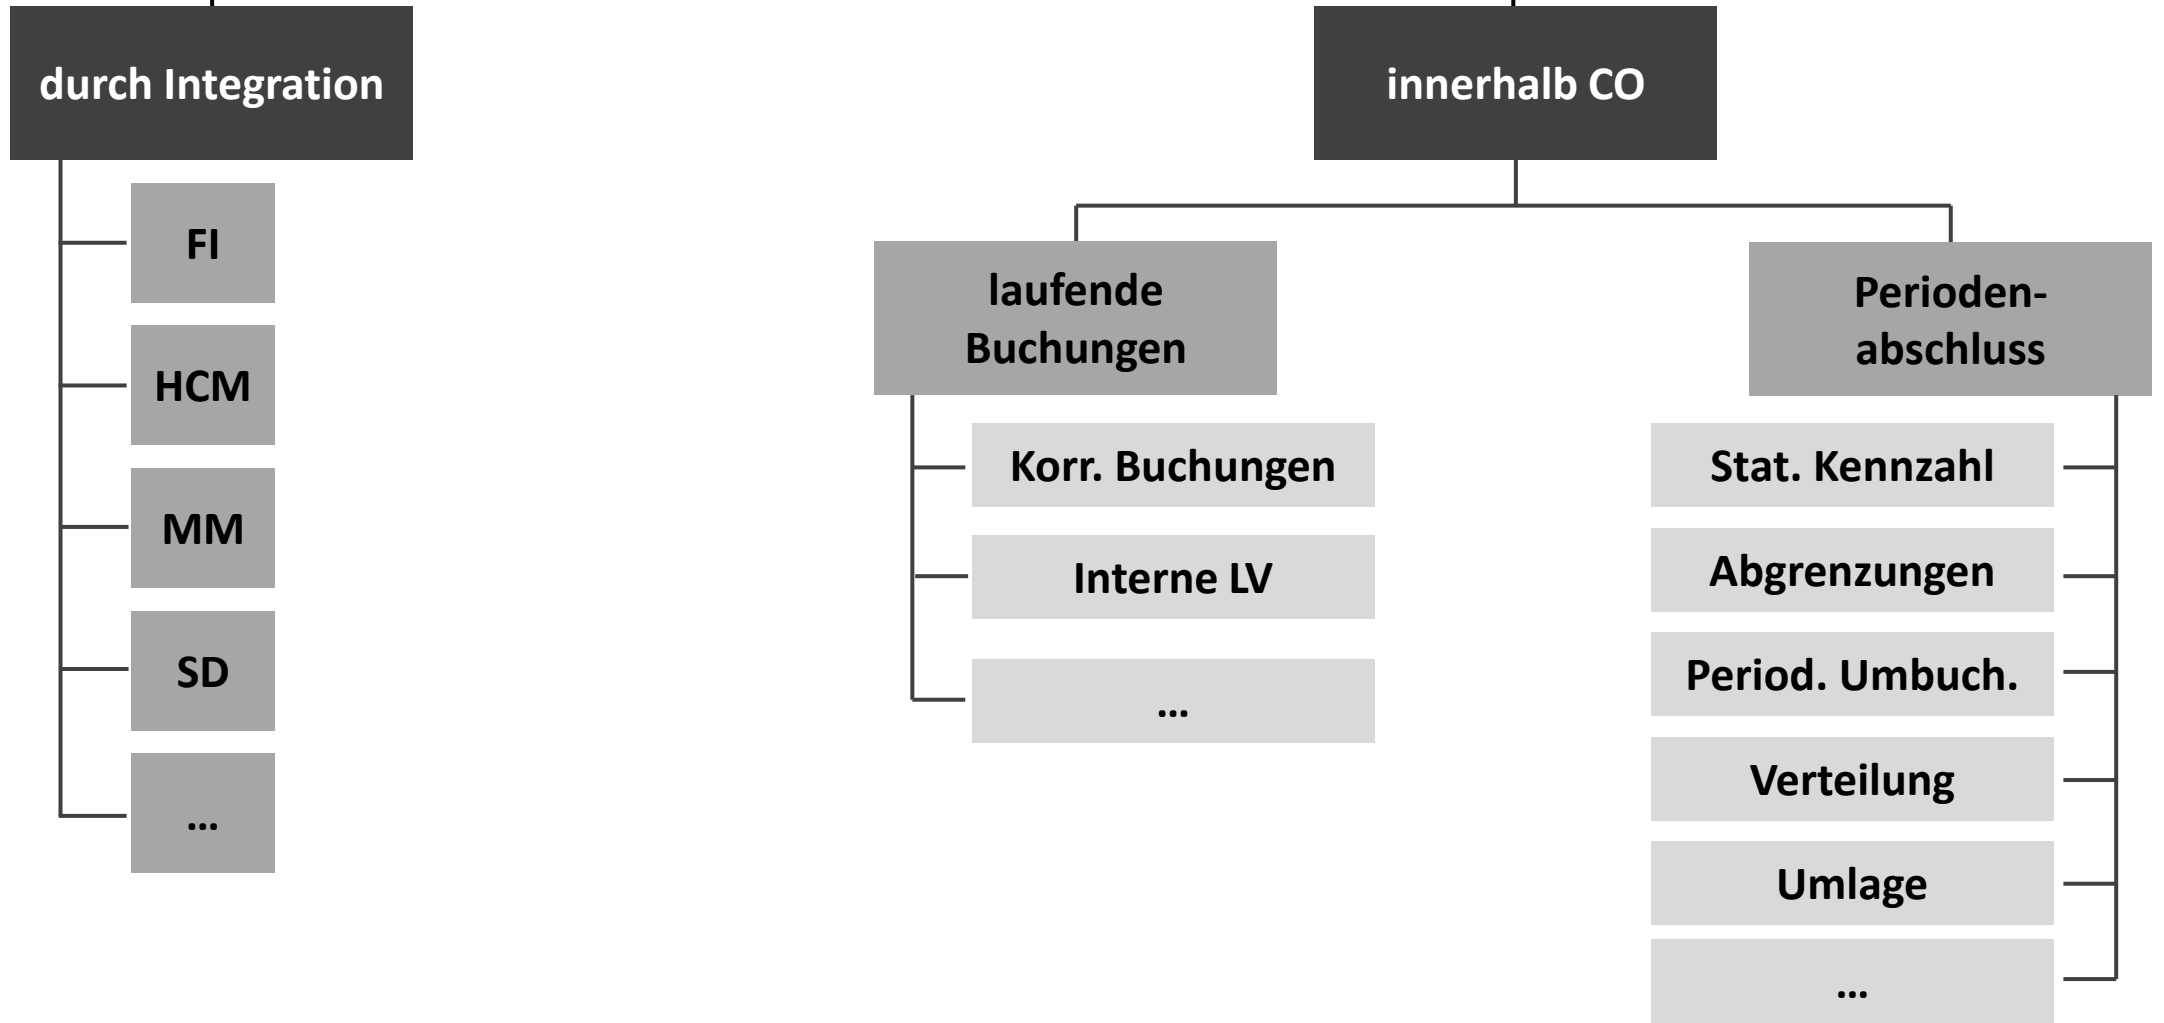 durch Integration
FI
HCM
MM
SD
...
innerhalb CO
laufende
Buchungen
Korr. Buchungen
Interne LV
...
Perioden-
abschluss
Stat. Kennzahl
Abgrenzungen
Period. Umbuch.
Verteilung
Umlage
...